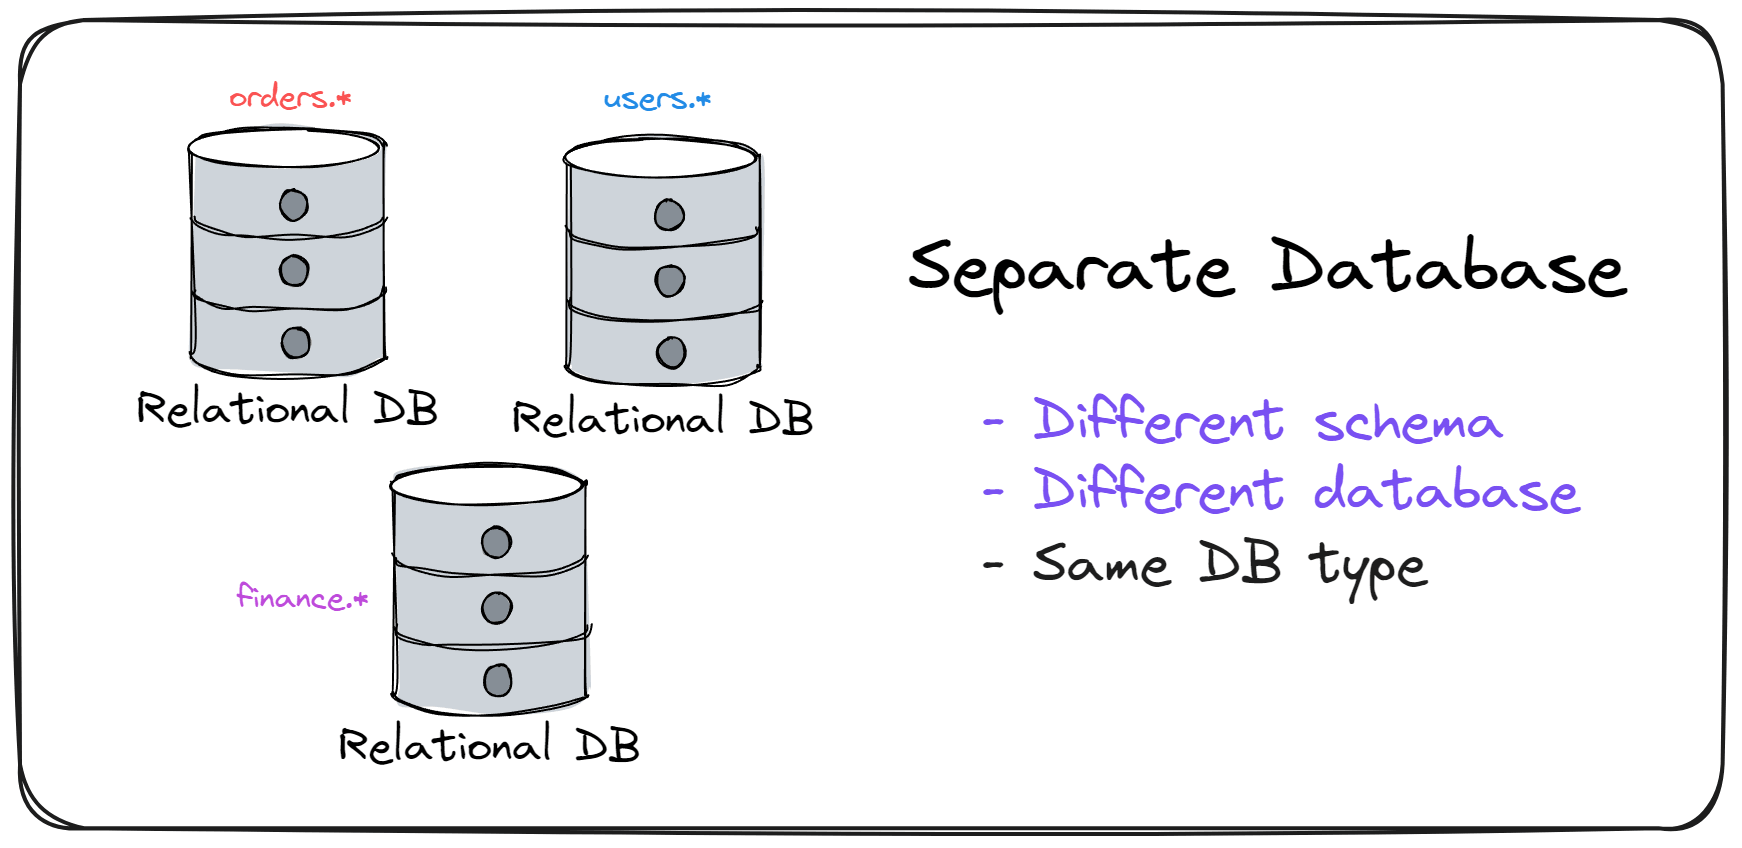 orders.*
users.*
Relational DB
Relational DB
finance.*
Relational DB
Separate Database
- Different schema
- Different database
- Same DB type